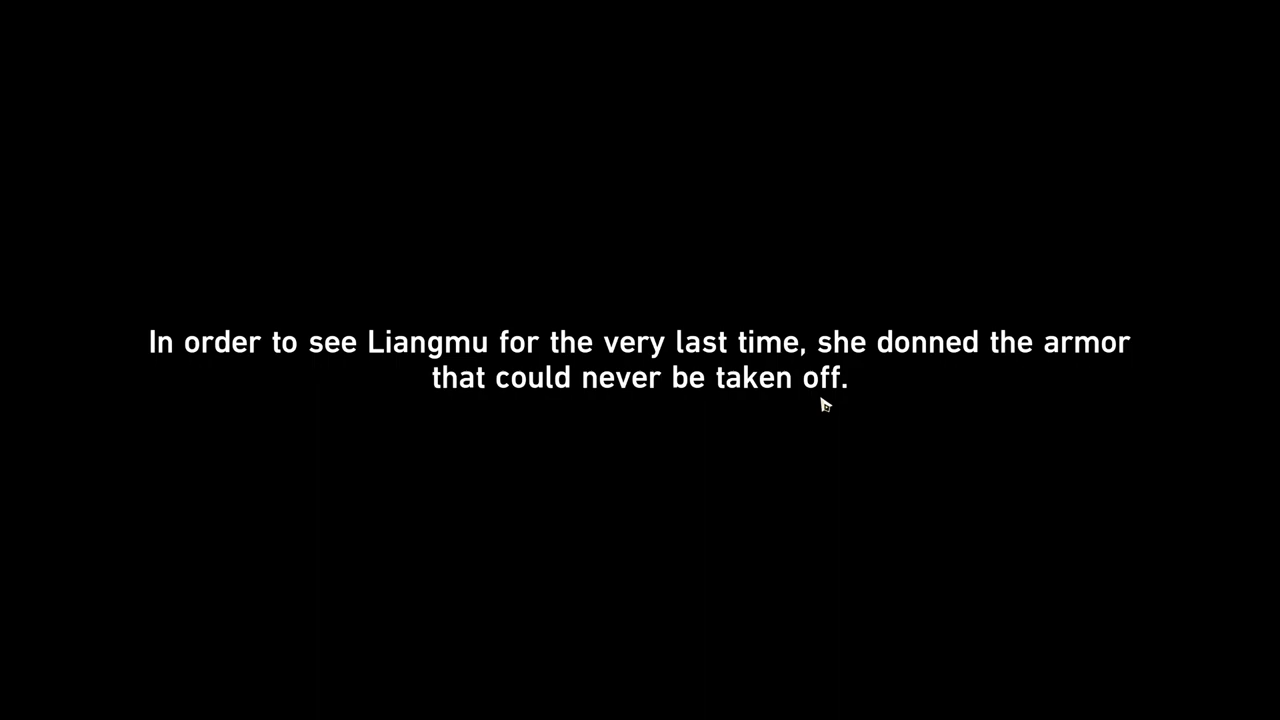 In order to see Liangmu for the very last time, she donned the armor
that could never be taken off.